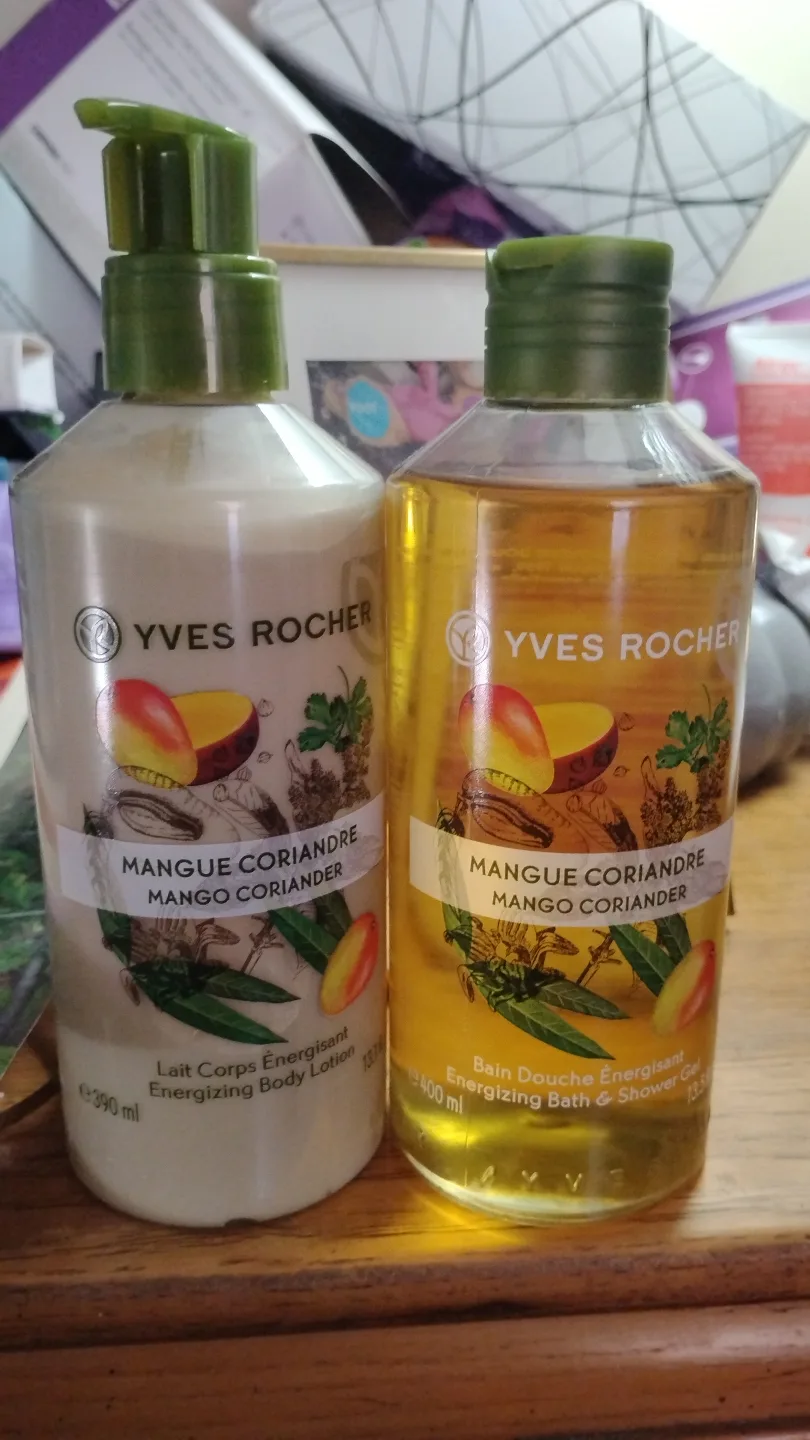 YVES ROCHER
MANGUE CORIANDRE
MANGO CORIANDER
Lait Corps Énergisant
Energizing Body Lotion
e 390 ml
YVES ROCHER
MANGUE CORIANDRE
MANGO CORIANDER
Bain Douche Énergisant
Energizing Bath & Shower Gel
e 400 ml